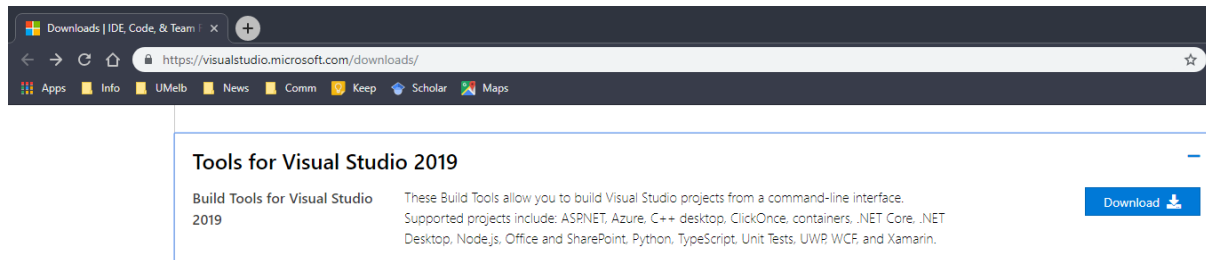 Downloads | IDE, Code, & Team
https://visualstudio.microsoft.com/downloads/
Apps Info UMelb News Comm Keep Scholar Maps
Tools for Visual Studio 2019
Build Tools for Visual Studio
2019
These Build Tools allow you to build Visual Studio projects from a command-line interface.
Supported projects include: ASP.NET, Azure, C++ desktop, ClickOnce, containers, .NET Core, .NET
Desktop, Node.js, Office and SharePoint, Python, TypeScript, Unit Tests, UWP, WCF, and Xamarin.
Download